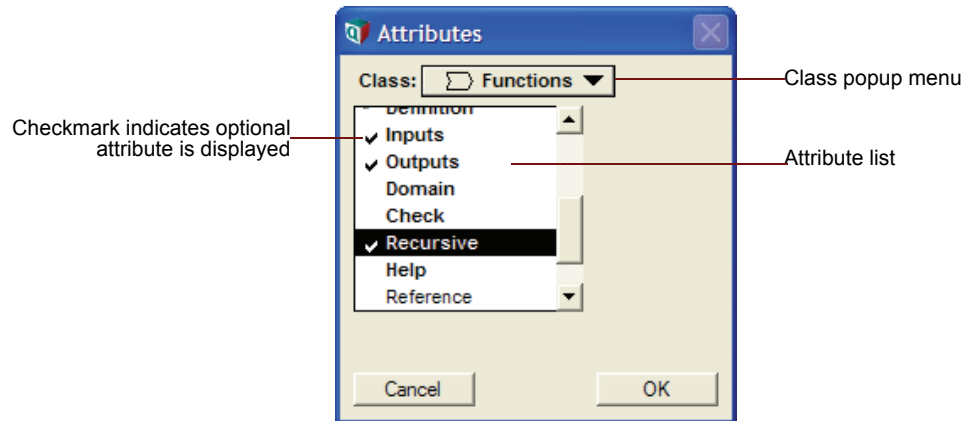 Attributes
Class: Functions
Class popup menu
Definition
Checkmark indicates optional
attribute is displayed
Inputs
Outputs
Attribute list
Domain
Check
Recursive
Help
Reference
Cancel
OK